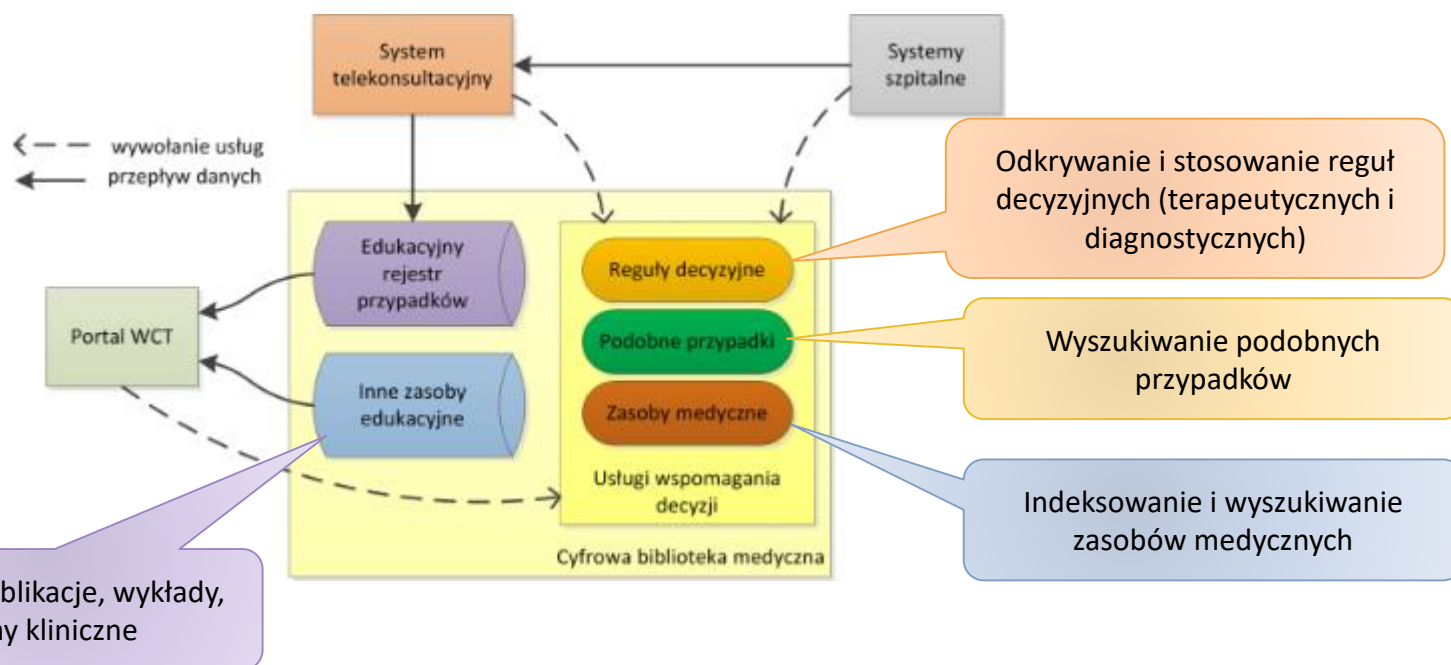 System
telekonsultacyjny
Systemy
szpitalne
wywołanie usług
przepływ danych
Odkrywanie i stosowanie reguł
decyzyjnych (terapeutycznych i
diagnostycznych)
Edukacyjny
rejestr
przypadków
Reguły decyzyjne
Portal WCT
Podobne przypadki
Wyszukiwanie podobnych
przypadków
Inne zasoby
edukacyjne
Zasoby medyczne
Usługi wspomagania
decyzji
Indeksowanie i wyszukiwanie
zasobów medycznych
Cyfrowa biblioteka medyczna
blikacje, wykłady,
kliniczne